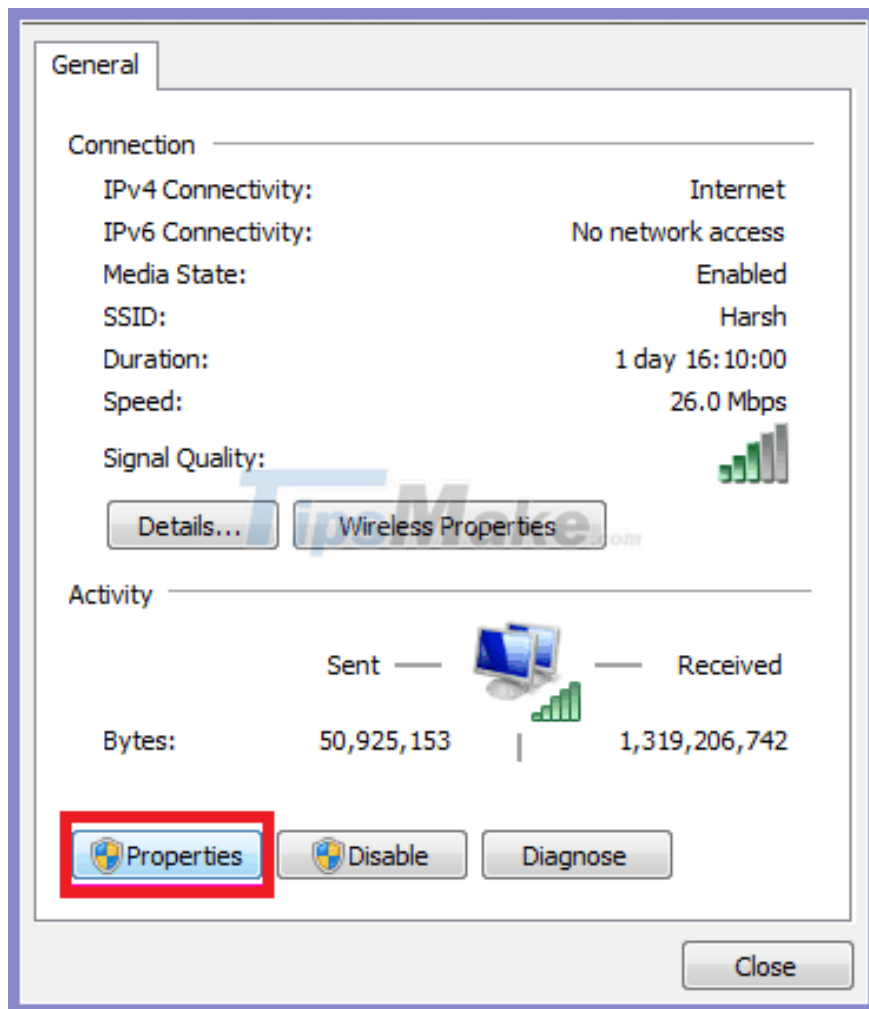 General
Connection
IPv4 Connectivity: Internet
IPv6 Connectivity: No network access
Media State: Enabled
SSID: Harsh
Duration: 1 day 16:10:00
Speed: 26.0 Mbps
Signal Quality:
TipsMake.com
Details... Wireless Properties
Activity
Sent Received
Bytes: 50,925,153 1,319,206,742
Properties Disable Diagnose
Close